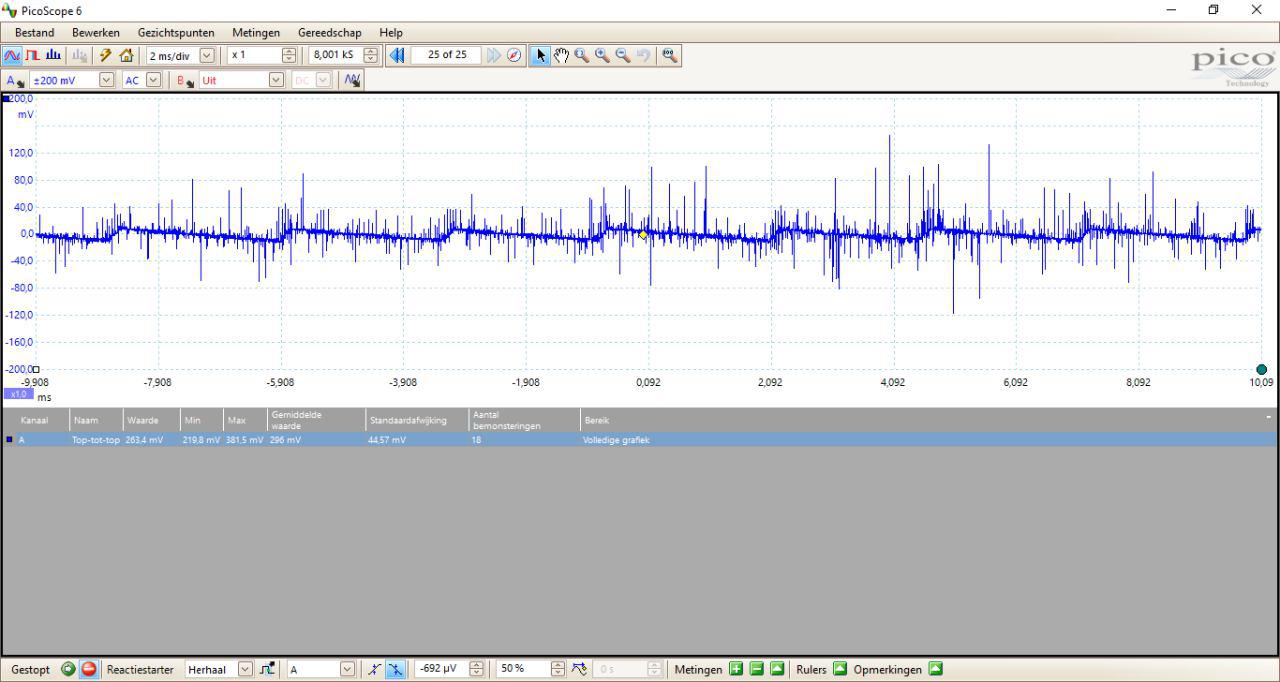 PicoScope 6
Bestand Bewerken Gezichtspunten Metingen Gereedschap Help
2 ms/div x 1 8,001 kS 25 of 25
pico
Technology
A ±200 mV AC B Uit DC
200,0
mV
120,0
80,0
40,0
0,0
-40,0
-80,0
-120,0
-160,0
-200,0
-9,908 -7,908 -5,908 -3,908 -1,908 0,092 2,092 4,092 6,092 8,092 10,09
x1,0 ms
Kanaal Naam Waarde Min Max Gemiddelde waarde Standaardafwijking Aantal bemonsteringen Bereik
A Top-tot-top 263,4 mV 219,8 mV 381,5 mV 296 mV 44,57 mV 18 Volledige grafiek
Gestopt Reactiestarter Herhaal A -692 µV 50 % 0 s Metingen Rulers Opmerkingen